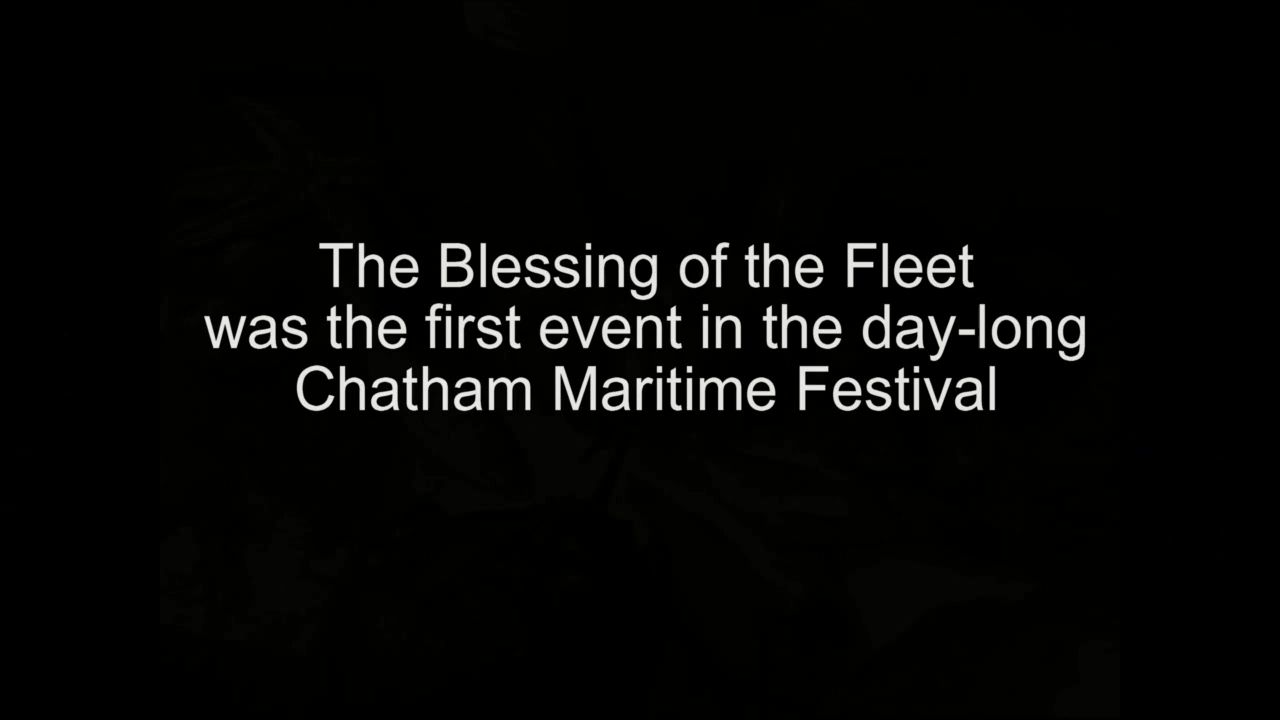 The Blessing of the Fleet
was the first event in the day-long
Chatham Maritime Festival